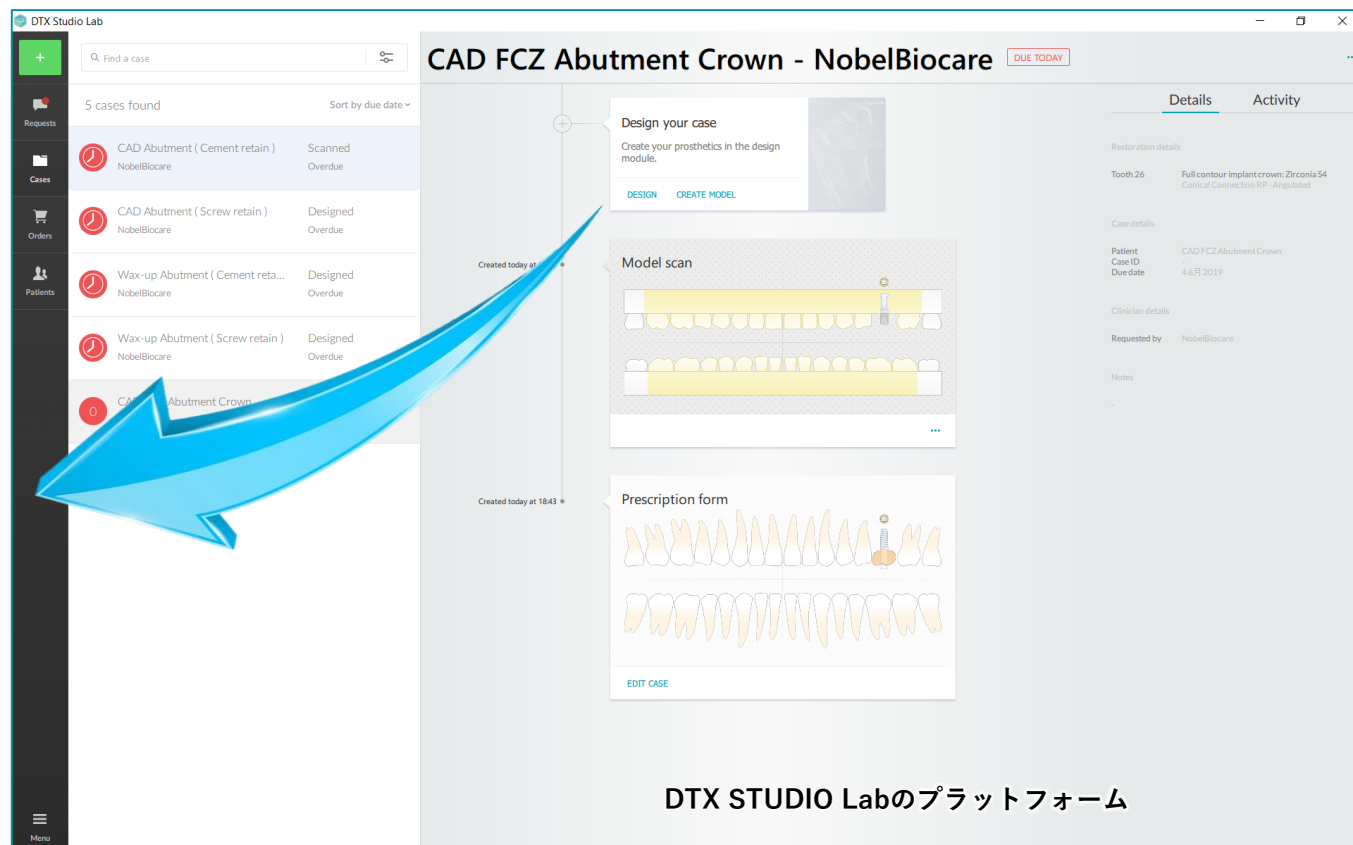 DTX Studio Lab
+
Find a case
CAD FCZ Abutment Crown - NobelBiocare
DUE TODAY
Requests
Cases
Orders
Patients
Menu
5 cases found
Sort by due date
CAD Abutment ( Cement retain )
Scanned
NobelBiocare
Overdue
CAD Abutment ( Screw retain )
Designed
NobelBiocare
Overdue
Wax-up Abutment ( Cement reta...
Designed
NobelBiocare
Overdue
Wax-up Abutment ( Screw retain )
Designed
NobelBiocare
Overdue
0
Abutment Crown
Design your case
Create your prosthetics in the design
module.
DESIGN
CREATE MODEL
Created today at
Model scan
...
Created today at 18:43
Prescription form
EDIT CASE
Details
Activity
Restoration details
Tooth 26
Full contour implant crown: Zirconia S4
Conical Connection RP - Angulated
Case details
Patient
CAD FCZ Abutment Crown
Case ID
-
Due date
4 6月 2019
Clinician details
Requested by
NobelBiocare
Notes
-
DTX STUDIO Labのプラットフォーム